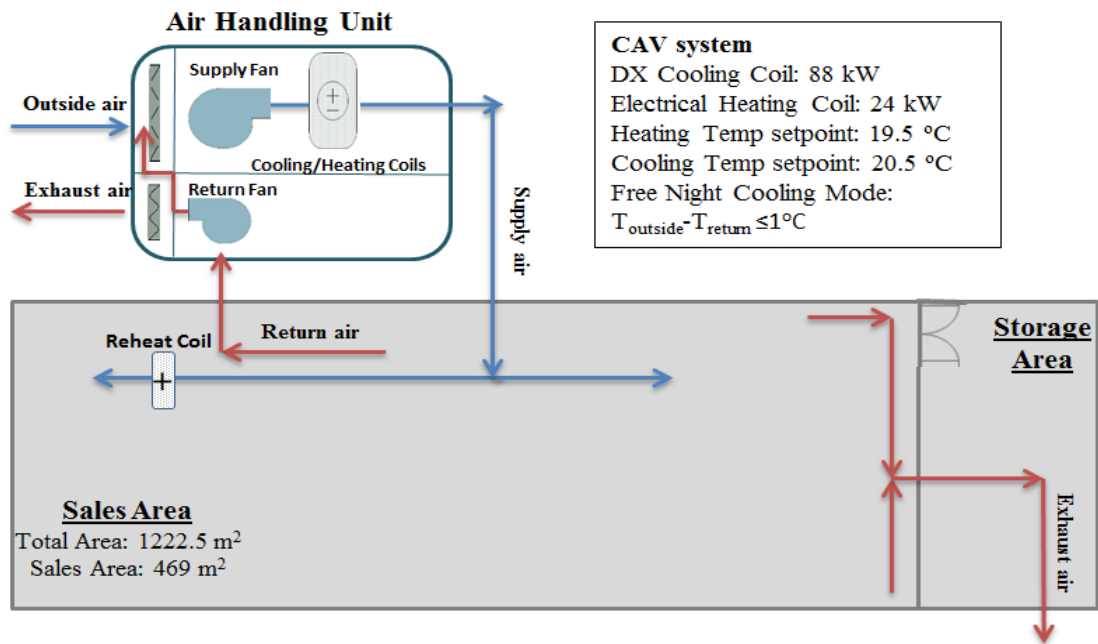 Air Handling Unit
CAV system
DX Cooling Coil: 88 kW
Electrical Heating Coil: 24 kW
Heating Temp setpoint: 19.5 °C
Cooling Temp setpoint: 20.5 °C
Free Night Cooling Mode:
Toutside-Treturn ≤1°C
Supply Fan
Outside air
Cooling/Heating Coils
Exhaust air
Return Fan
Supply air
Reheat Coil
Return air
Storage
Area
Sales Area
Total Area: 1222.5 m²
Sales Area: 469 m²
Exhaust air